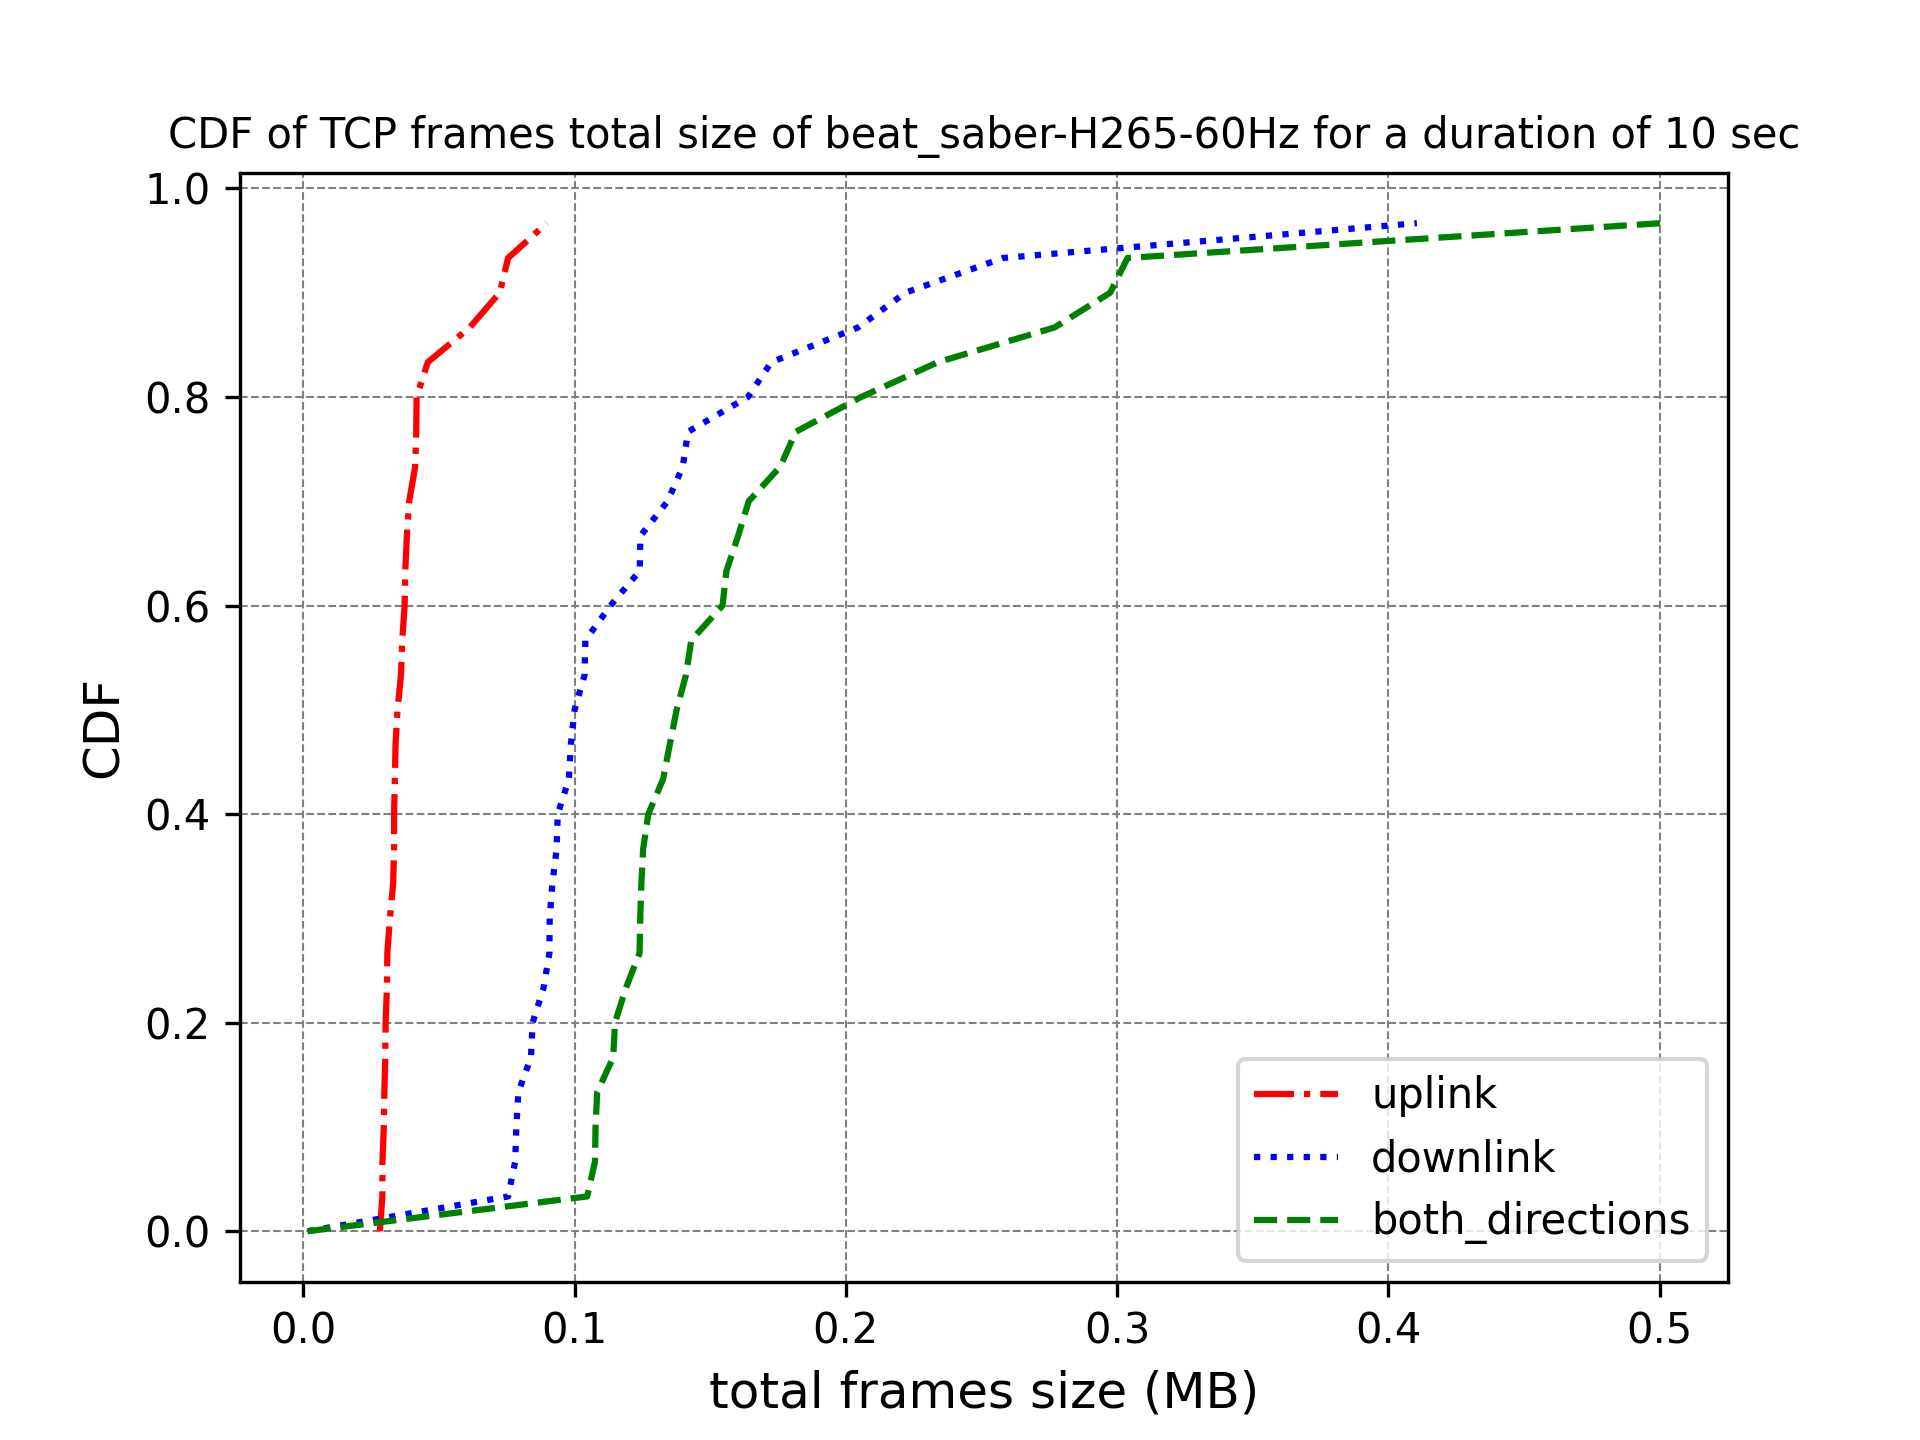 CDF of TCP frames total size of beat_saber-H265-60Hz for a duration of 10 sec
1.0
0.8
0.6
0.4
0.2
0.0
CDF
uplink
downlink
both_directions
0.0 0.1 0.2 0.3 0.4 0.5
total frames size (MB)